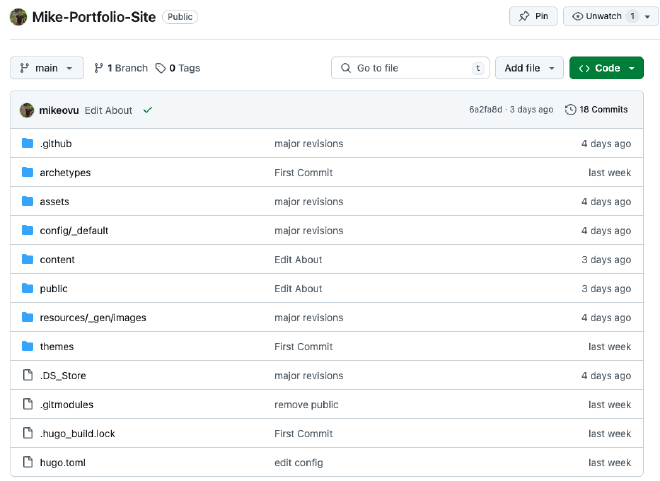 Mike-Portfolio-Site Public Pin Unwatch 1
main 1 Branch 0 Tags Go to file t Add file Code
mikeovu Edit About 6a2fa8d · 3 days ago 18 Commits
.github major revisions 4 days ago
archetypes First Commit last week
assets major revisions 4 days ago
config/_default major revisions 4 days ago
content Edit About 3 days ago
public Edit About 3 days ago
resources/_gen/images major revisions 4 days ago
themes First Commit last week
.DS_Store major revisions 4 days ago
.gitmodules remove public last week
.hugo_build.lock First Commit last week
hugo.toml edit config last week